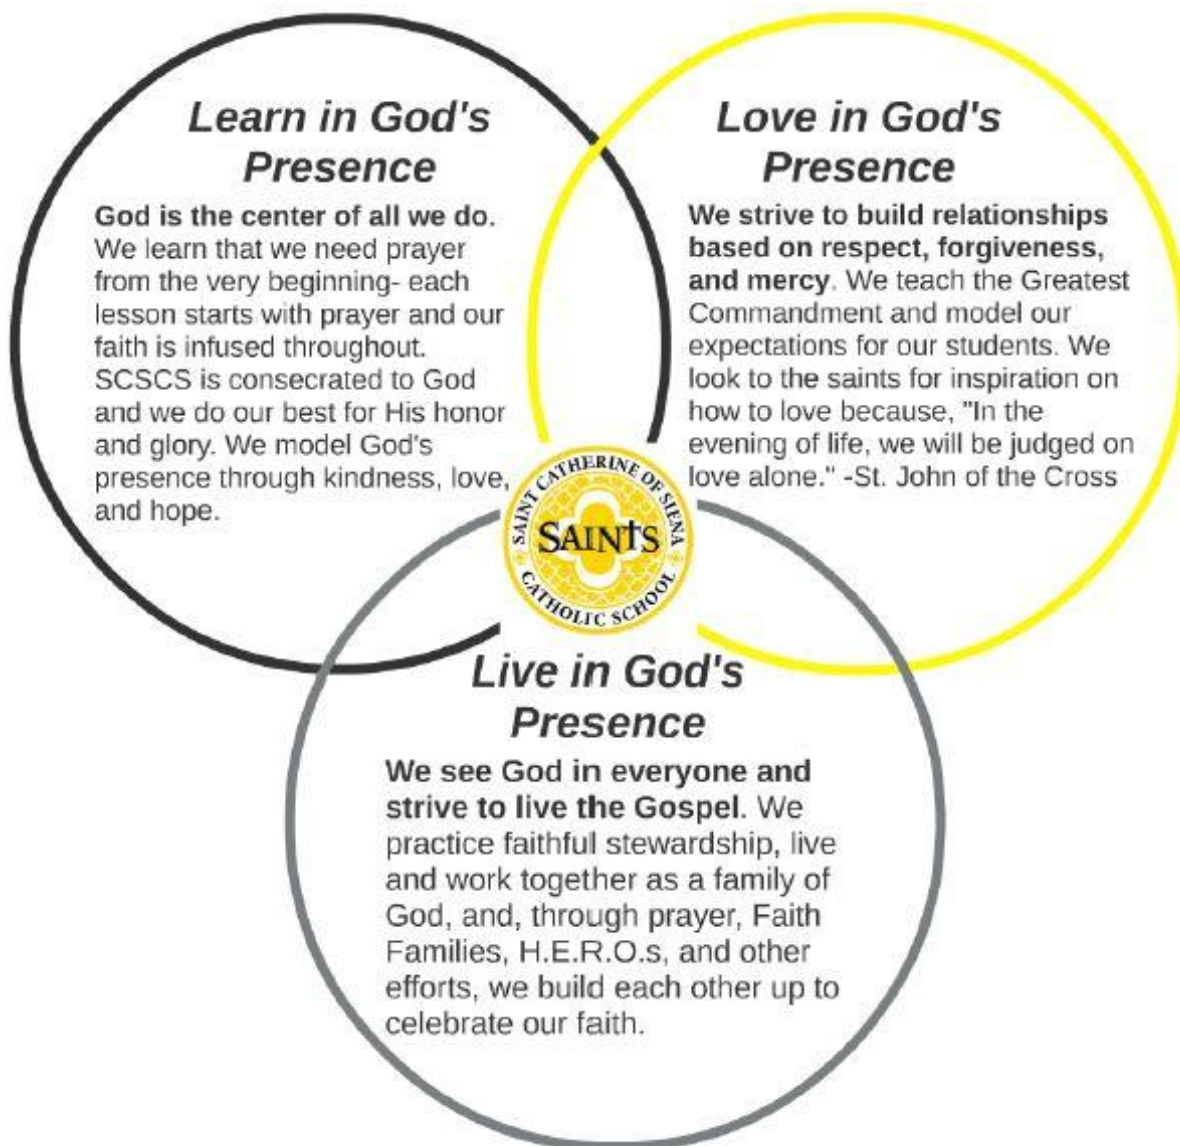 Learn in God's
Presence
God is the center of all we do.
We learn that we need prayer
from the very beginning- each
lesson starts with prayer and our
faith is infused throughout.
SCSCS is consecrated to God
and we do our best for His honor
and glory. We model God's
presence through kindness, love,
and hope.
Love in God's
Presence
We strive to build relationships
based on respect, forgiveness,
and mercy. We teach the Greatest
Commandment and model our
expectations for our students. We
look to the saints for inspiration on
how to love because, "In the
evening of life, we will be judged on
love alone." -St. John of the Cross
SAINT CATHERINE OF SIENA
SAINTS
CATHOLIC SCHOOL
Live in God's
Presence
We see God in everyone and
strive to live the Gospel. We
practice faithful stewardship, live
and work together as a family of
God, and, through prayer, Faith
Families, H.E.R.O.s, and other
efforts, we build each other up to
celebrate our faith.